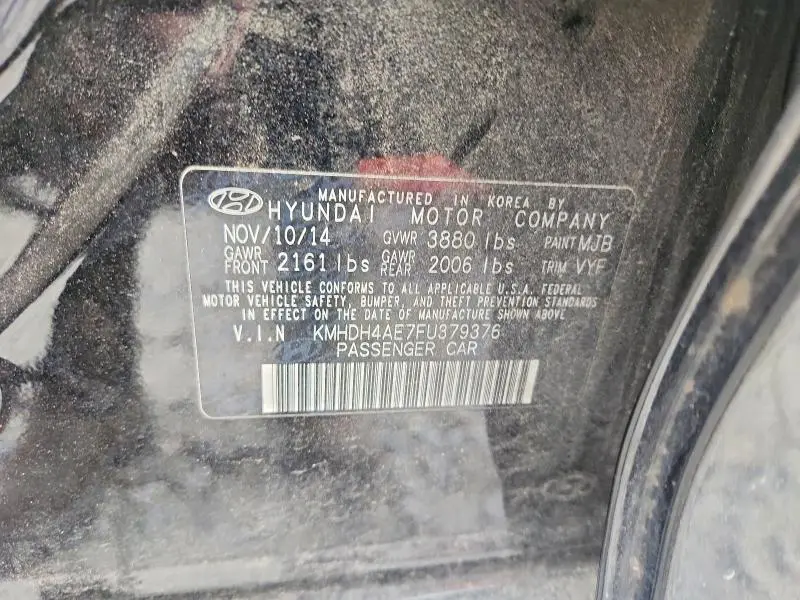 MANUFACTURED IN KOREA BY
HYUNDAI MOTOR COMPANY
NOV/10/14 GVWR 3880 lbs PAINT MJB
GAWR FRONT 2161 lbs GAWR REAR 2006 lbs TRIM VYF
THIS VEHICLE CONFORMS TO ALL APPLICABLE U.S.A. FEDERAL
MOTOR VEHICLE SAFETY, BUMPER, AND THEFT PREVENTION STANDARDS
IN EFFECT ON THE DATE OF MANUFACTURE SHOWN ABOVE.
V.I.N KMHDH4AE7FU379376
PASSENGER CAR